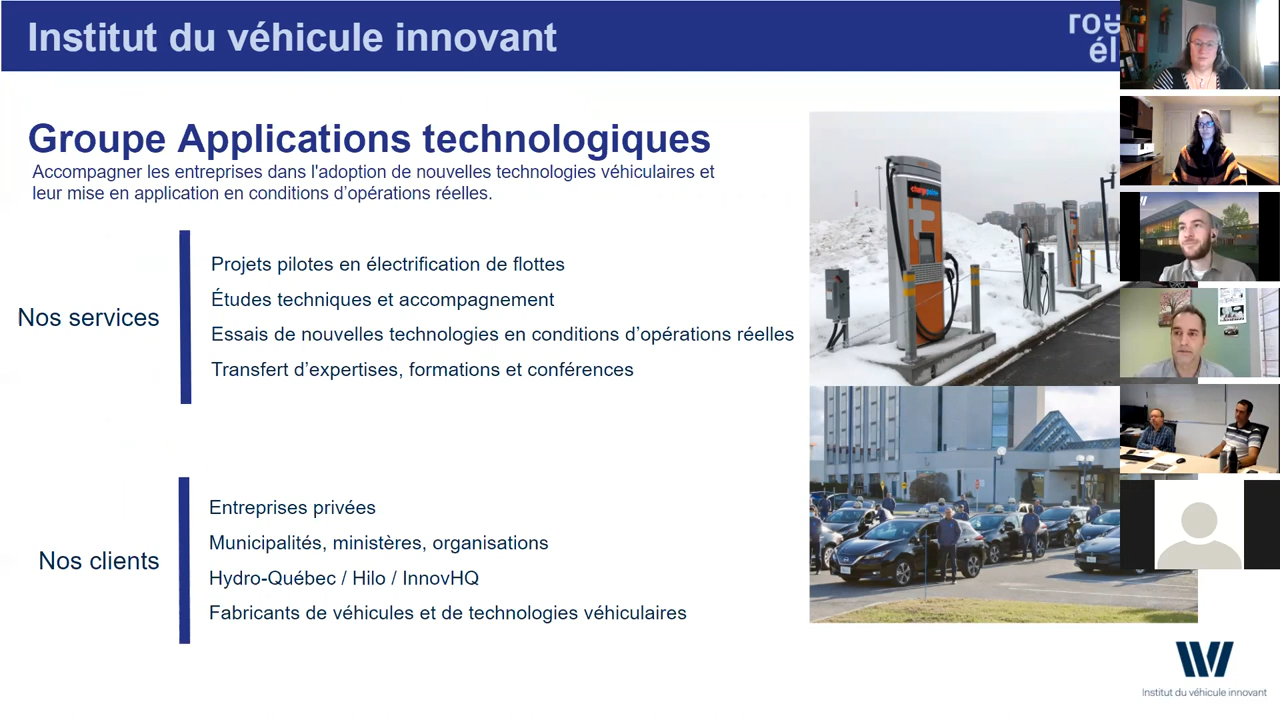 Institut du véhicule innovant
Groupe Applications technologiques
Accompagner les entreprises dans l'adoption de nouvelles technologies véhiculaires et
leur mise en application en conditions d'opérations réelles.
Nos services
Projets pilotes en électrification de flottes
Études techniques et accompagnement
Essais de nouvelles technologies en conditions d'opérations réelles
Transfert d'expertises, formations et conférences
Nos clients
Entreprises privées
Municipalités, ministères, organisations
Hydro-Québec / Hilo / InnovHQ
Fabricants de véhicules et de technologies véhiculaires
Institut du véhicule innovant